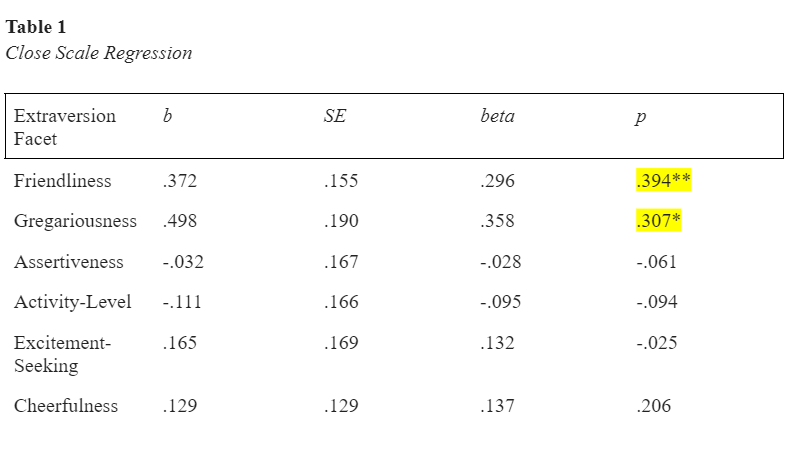 Table 1
Close Scale Regression
Extraversion Facet b SE beta p
Friendliness .372 .155 .296 .394**
Gregariousness .498 .190 .358 .307*
Assertiveness -.032 .167 -.028 -.061
Activity-Level -.111 .166 -.095 -.094
Excitement- .165 .169 .132 -.025
Seeking
Cheerfulness .129 .129 .137 .206